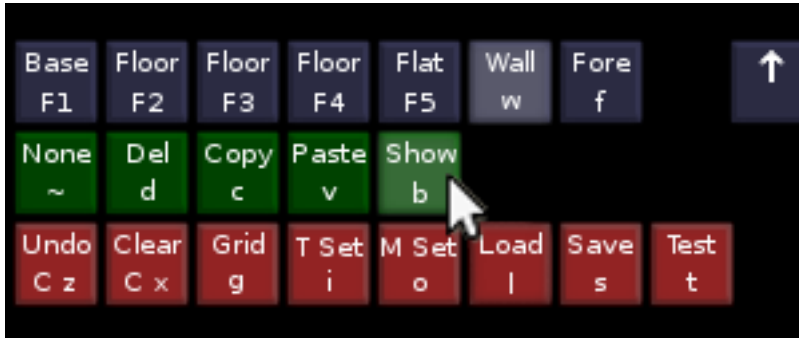 Base Floor Floor Floor Flat Wall Fore ↑
F1 F2 F3 F4 F5 w f
None Del Copy Paste Show
~ d c v b
Undo Clear Grid T Set M Set Load Save Test
C z C x g i o l s t